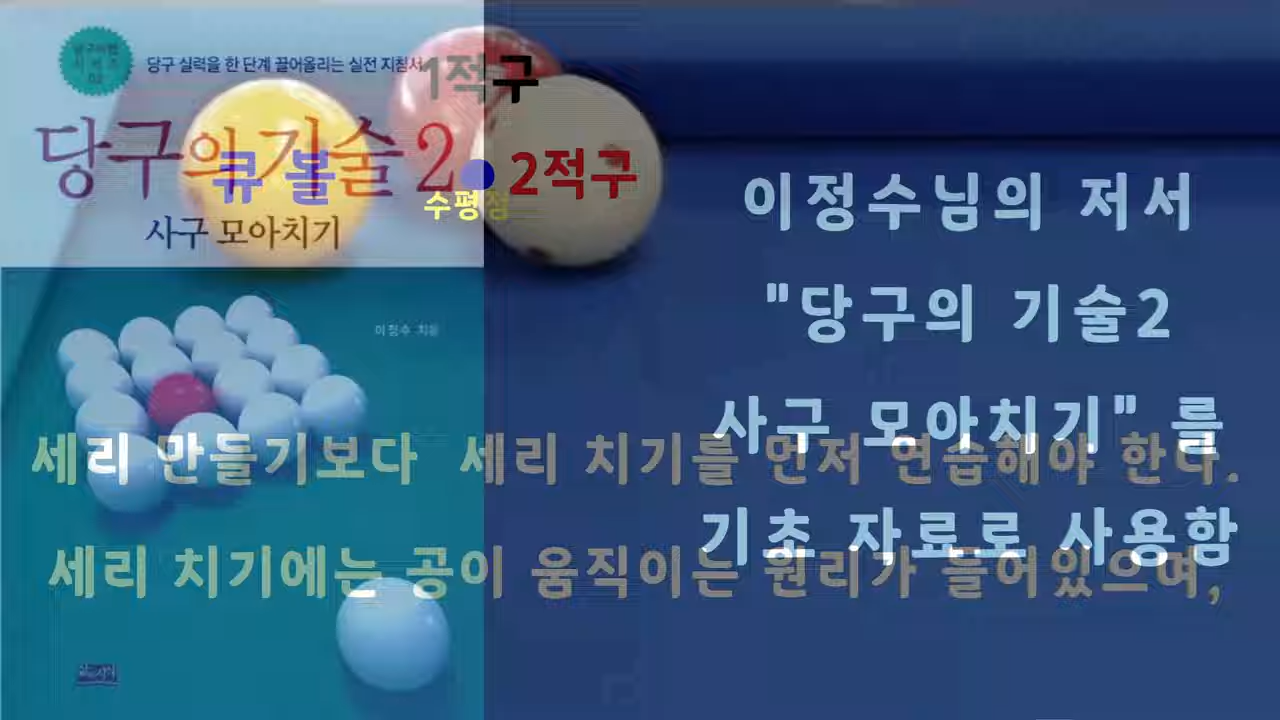 당구 실력을 한 단계 끌어올리는 실전 지침서
1적구
당구의 기술 2
큐 볼
2적구
수평점
사구 모아치기
이정수 지음
이정수님의 저서
"당구의 기술2
사구 모아치기" 를
기초 자료로 사용함
세리 만들기보다 세리 치기를 먼저 연습해야 한다.
세리 치기에는 공이 움직이는 원리가 들어있으며,